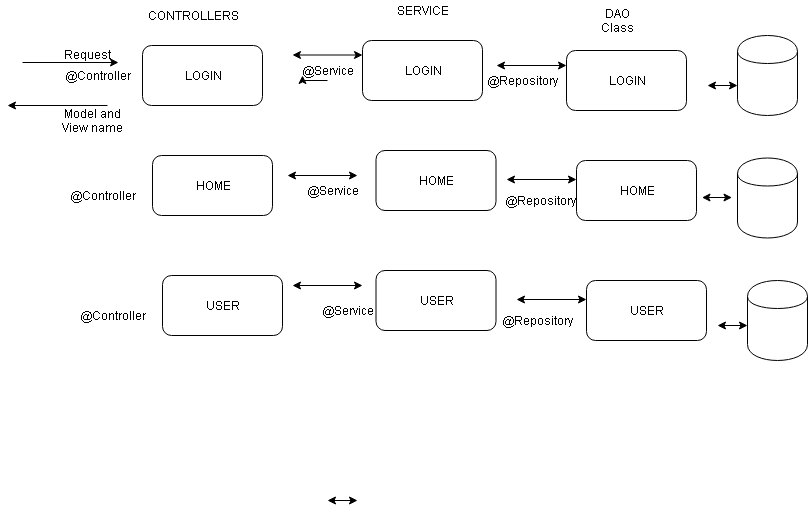 CONTROLLERS
SERVICE
DAO
Class
Request
@Controller
LOGIN
@Service
LOGIN
@Repository
LOGIN
Model and
View name
@Controller
HOME
@Service
HOME
@Repository
HOME
@Controller
USER
@Service
USER
@Repository
USER